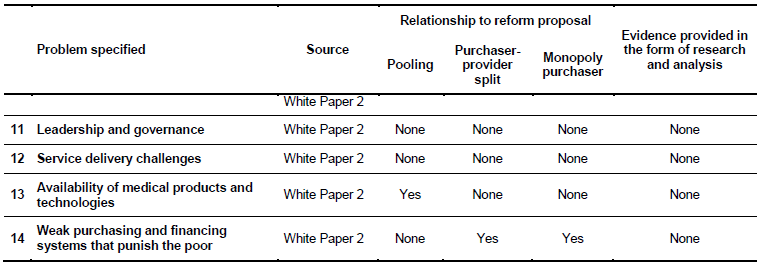 Relationship to reform proposal
Problem specified Source Pooling Purchaser-provider split Monopoly purchaser Evidence provided in the form of research and analysis
White Paper 2
11 Leadership and governance White Paper 2 None None None None
12 Service delivery challenges White Paper 2 None None None None
13 Availability of medical products and technologies White Paper 2 Yes None None None
14 Weak purchasing and financing systems that punish the poor White Paper 2 None Yes Yes None